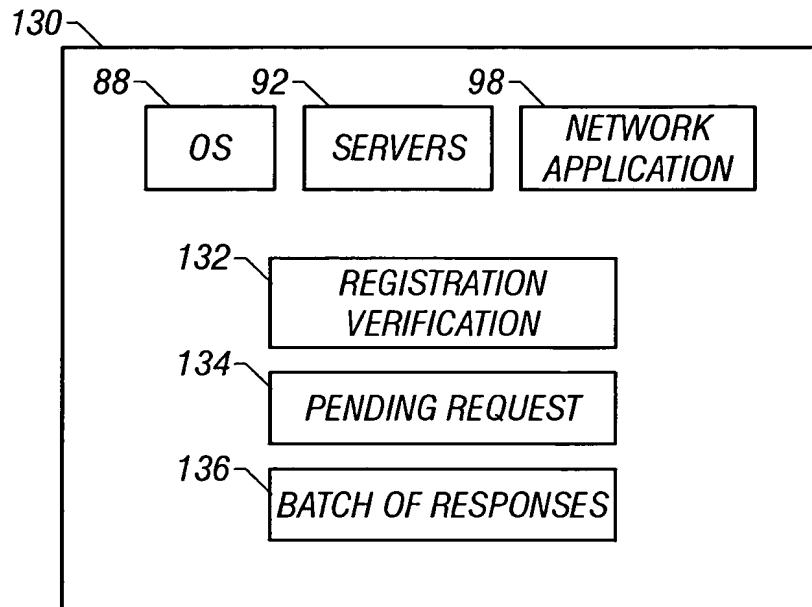 130
88
92
98
OS
SERVERS
NETWORK
APPLICATION
132
REGISTRATION
VERIFICATION
134
PENDING REQUEST
136
BATCH OF RESPONSES